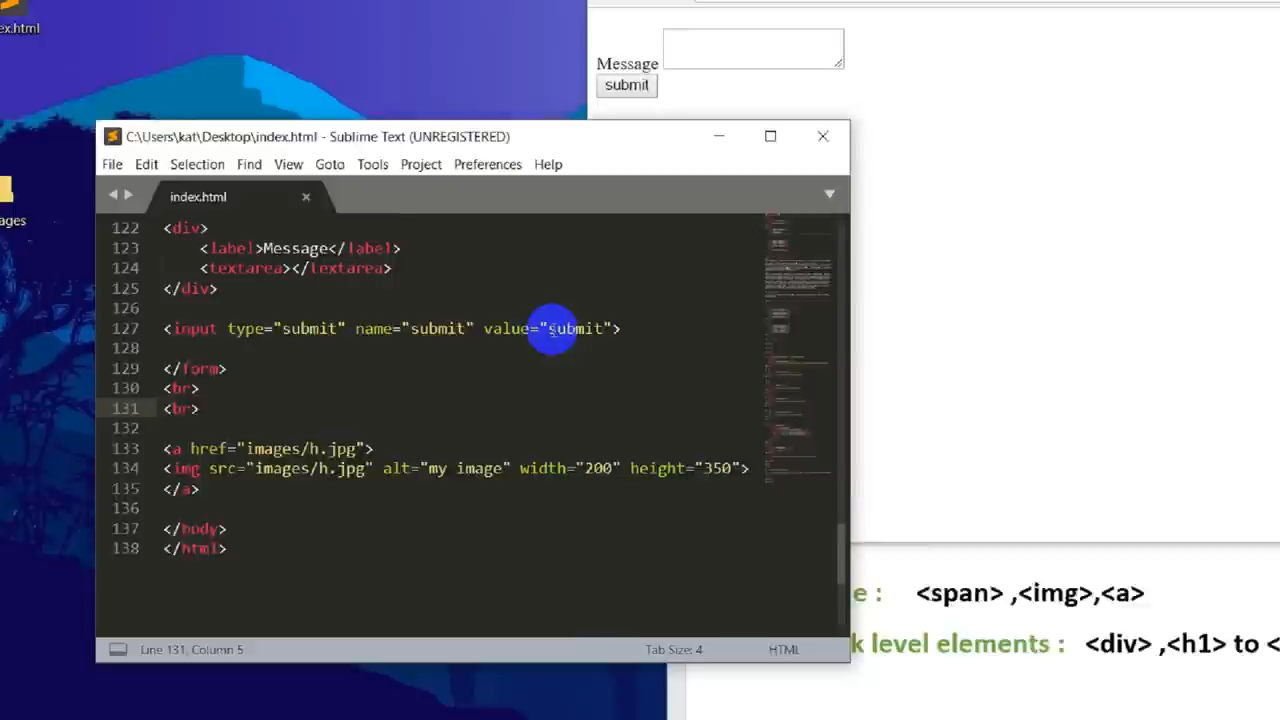 ex.html
ages
Message
submit
C:\Users\kat\Desktop\index.html - Sublime Text (UNREGISTERED)
File Edit Selection Find View Goto Tools Project Preferences Help
index.html
122 <div>
123 <label>Message</label>
124 <textarea></textarea>
125 </div>
126
127 <input type="submit" name="submit" value="submit">
128
129 </form>
130 <br>
131 <br>
132
133 <a href="images/h.jpg">
134 <img src="images/h.jpg" alt="my image" width="200" height="350">
135 </a>
136
137 </body>
138 </html>
Line 131, Column 5
Tab Size: 4
HTML
e : <span> ,<img>,<a>
k level elements : <div> ,<h1> to <